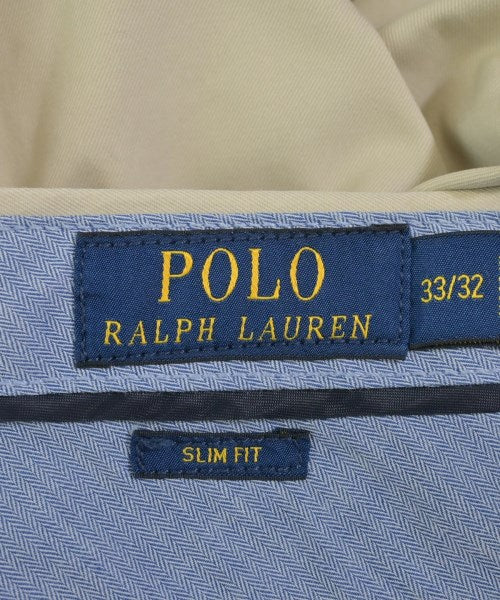 POLO
RALPH LAUREN
33/32
SLIM FIT